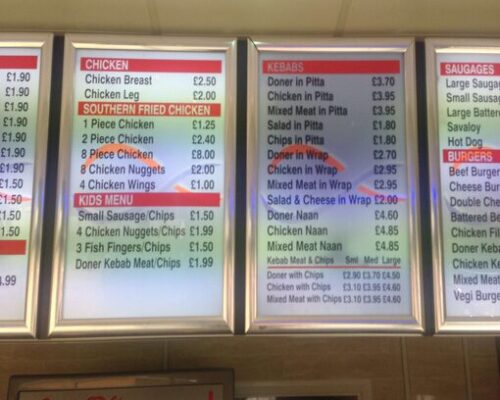 £1.90
£1.90
£1.90
£1.90
£1.90
£1.90
£1.90
£1.50
£1.50
£1.50
CHICKEN
Chicken Breast £2.50
Chicken Leg £2.00
SOUTHERN FRIED CHICKEN
1 Piece Chicken £1.25
2 Piece Chicken £2.40
8 Piece Chicken £8.00
8 Chicken Nuggets £2.00
4 Chicken Wings £1.00
KIDS MENU
Small Sausage/Chips £1.50
4 Chicken Nuggets/Chips £1.99
3 Fish Fingers/Chips £1.50
Doner Kebab Meat/Chips £1.99
KEBABS
Doner in Pitta £3.70
Chicken in Pitta £3.95
Mixed Meat in Pitta £3.95
Salad in Pitta £1.80
Chips in Pitta £1.80
Doner in Wrap £2.70
Chicken in Wrap £2.95
Mixed Meat in Wrap £2.95
Salad & Cheese in Wrap £2.00
Doner Naan £4.60
Chicken Naan £4.85
Mixed Meat Naan £4.85
Kebab Meat & Chips Sml Med Large
Doner with Chips £2.90 £3.70 £4.50
Chicken with Chips £3.10 £3.95 £4.60
Mixed Meat with Chips £3.10 £3.95 £4.60
SAUGAGES
Large Sausag
Small Sausag
Large Batter
Savaloy
Hot Dog
BURGERS
Beef Burger
Cheese Bur
Double Che
Battered Be
Chicken Fil
Doner Keba
Chicken Ke
Mixed Meat
Vegi Burge